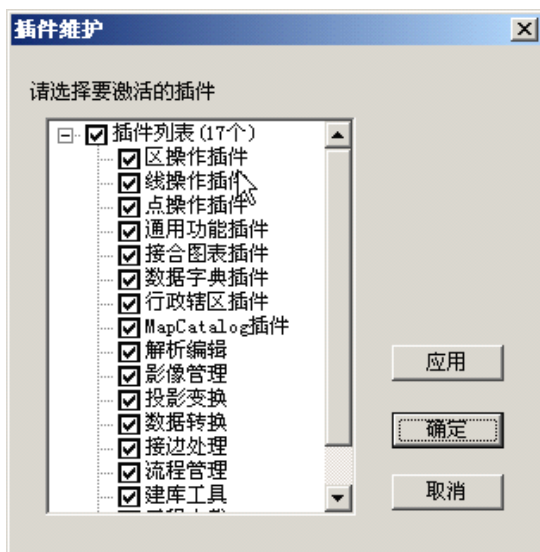 插件维护
请选择要激活的插件
插件列表(17个)
区操作插件
线操作插件
点操作插件
通用功能插件
接合图表插件
数据字典插件
行政辖区插件
MapCatalog插件
解析编辑
影像管理
投影变换
数据转换
接边处理
流程管理
建库工具
应用
确定
取消